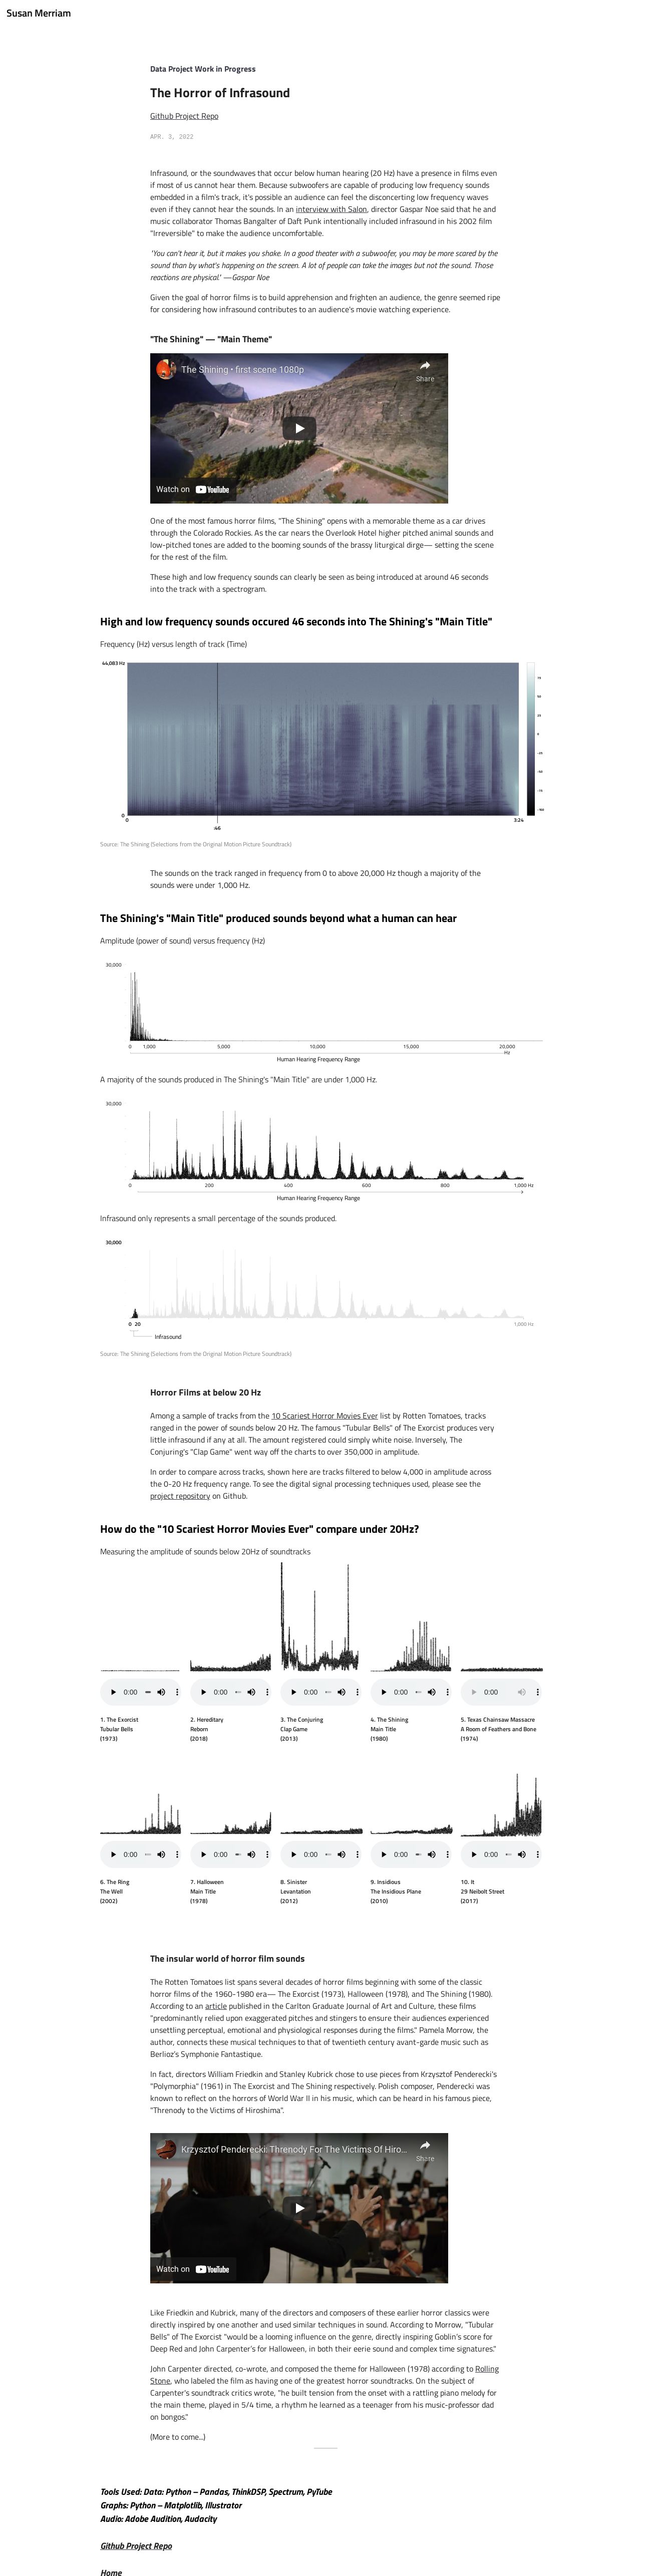 Susan Merriam
Data Project Work in Progress
The Horror of Infrasound
Github Project Repo
APR. 3, 2022
Infrasound, or the soundwaves that occur below human hearing (20 Hz) have a presence in films even
if most of us cannot hear them. Because subwoofers are capable of producing low frequency sounds
embedded in a film's track, it's possible an audience can feel the disconcerting low frequency waves
even if they cannot hear the sounds. In an interview with Salon, director Gaspar Noe said that he and
music collaborator Thomas Bangalter of Daft Punk intentionally included infrasound in his 2002 film
"Irreversible" to make the audience uncomfortable.
'You can't hear it, but it makes you shake. In a good theater with a subwoofer, you may be more scared by the
sound than by what's happening on the screen. A lot of people can take the images but not the sound. Those
reactions are physical.' —Gaspar Noe
Given the goal of horror films is to build apprehension and frighten an audience, the genre seemed ripe
for considering how infrasound contributes to an audience's movie watching experience.
"The Shining" — "Main Theme"
The Shining • first scene 1080p
Share
Watch on YouTube
One of the most famous horror films, "The Shining" opens with a memorable theme as a car drives
through the Colorado Rockies. As the car nears the Overlook Hotel higher pitched animal sounds and
low-pitched tones are added to the booming sounds of the brassy liturgical dirge— setting the scene
for the rest of the film.
These high and low frequency sounds can clearly be seen as being introduced at around 46 seconds
into the track with a spectrogram.
High and low frequency sounds occured 46 seconds into The Shining's "Main Title"
Frequency (Hz) versus length of track (Time)
44,083 Hz
0
0
:46
3:24
Source: The Shining (Selections from the Original Motion Picture Soundtrack)
The sounds on the track ranged in frequency from 0 to above 20,000 Hz though a majority of the
sounds were under 1,000 Hz.
The Shining's "Main Title" produced sounds beyond what a human can hear
Amplitude (power of sound) versus frequency (Hz)
30,000
0 1,000 5,000 10,000 15,000 20,000
Hz
Human Hearing Frequency Range
A majority of the sounds produced in The Shining's "Main Title" are under 1,000 Hz.
30,000
0 200 400 600 800 1,000 Hz
Human Hearing Frequency Range
Infrasound only represents a small percentage of the sounds produced.
30,000
0 20 1,000 Hz
Infrasound
Source: The Shining (Selections from the Original Motion Picture Soundtrack)
Horror Films at below 20 Hz
Among a sample of tracks from the 10 Scariest Horror Movies Ever list by Rotten Tomatoes, tracks
ranged in the power of sounds below 20 Hz. The famous "Tubular Bells" of The Exorcist produces very
little infrasound if any at all. The amount registered could simply white noise. Inversely, The
Conjuring's "Clap Game" went way off the charts to over 350,000 in amplitude.
In order to compare across tracks, shown here are tracks filtered to below 4,000 in amplitude across
the 0-20 Hz frequency range. To see the digital signal processing techniques used, please see the
project repository on Github.
How do the "10 Scariest Horror Movies Ever" compare under 20Hz?
Measuring the amplitude of sounds below 20Hz of soundtracks
0:00 0:00 0:00 0:00 0:00
1. The Exorcist
Tubular Bells
(1973)
2. Hereditary
Reborn
(2018)
3. The Conjuring
Clap Game
(2013)
4. The Shining
Main Title
(1980)
5. Texas Chainsaw Massacre
A Room of Feathers and Bone
(1974)
0:00 0:00 0:00 0:00 0:00
6. The Ring
The Well
(2002)
7. Halloween
Main Title
(1978)
8. Sinister
Levantation
(2012)
9. Insidious
The Insidious Plane
(2010)
10. It
29 Neibolt Street
(2017)
The insular world of horror film sounds
The Rotten Tomatoes list spans several decades of horror films beginning with some of the classic
horror films of the 1960-1980 era— The Exorcist (1973), Halloween (1978), and The Shining (1980).
According to an article published in the Carlton Graduate Journal of Art and Culture, these films
"predominantly relied upon exaggerated pitches and stingers to ensure their audiences experienced
unsettling perceptual, emotional and physiological responses during the films." Pamela Morrow, the
author, connects these musical techniques to that of twentieth century avant-garde music such as
Berlioz's Symphonie Fantastique.
In fact, directors William Friedkin and Stanley Kubrick chose to use pieces from Krzysztof Penderecki's
"Polymorphia" (1961) in The Exorcist and The Shining respectively. Polish composer, Penderecki was
known to reflect on the horrors of World War II in his music, which can be heard in his famous piece,
"Threnody to the Victims of Hiroshima".
Krzysztof Penderecki: Threnody For The Victims Of Hiro...
Share
Watch on YouTube
Like Friedkin and Kubrick, many of the directors and composers of these earlier horror classics were
directly inspired by one another and used similar techniques in sound. According to Morrow, "Tubular
Bells" of The Exorcist "would be a looming influence on the genre, directly inspiring Goblin's score for
Deep Red and John Carpenter's for Halloween, in both their eerie sound and complex time signatures."
John Carpenter directed, co-wrote, and composed the theme for Halloween (1978) according to Rolling
Stone, who labeled the film as having one of the greatest horror soundtracks. On the subject of
Carpenter's soundtrack critics wrote, "he built tension from the onset with a rattling piano melody for
the main theme, played in 5/4 time, a rhythm he learned as a teenager from his music-professor dad
on bongos."
(More to come...)
Tools Used: Data: Python – Pandas, ThinkDSP, Spectrum, PyTube
Graphs: Python – Matplotlib, Illustrator
Audio: Adobe Audition, Audacity
Github Project Repo
Home